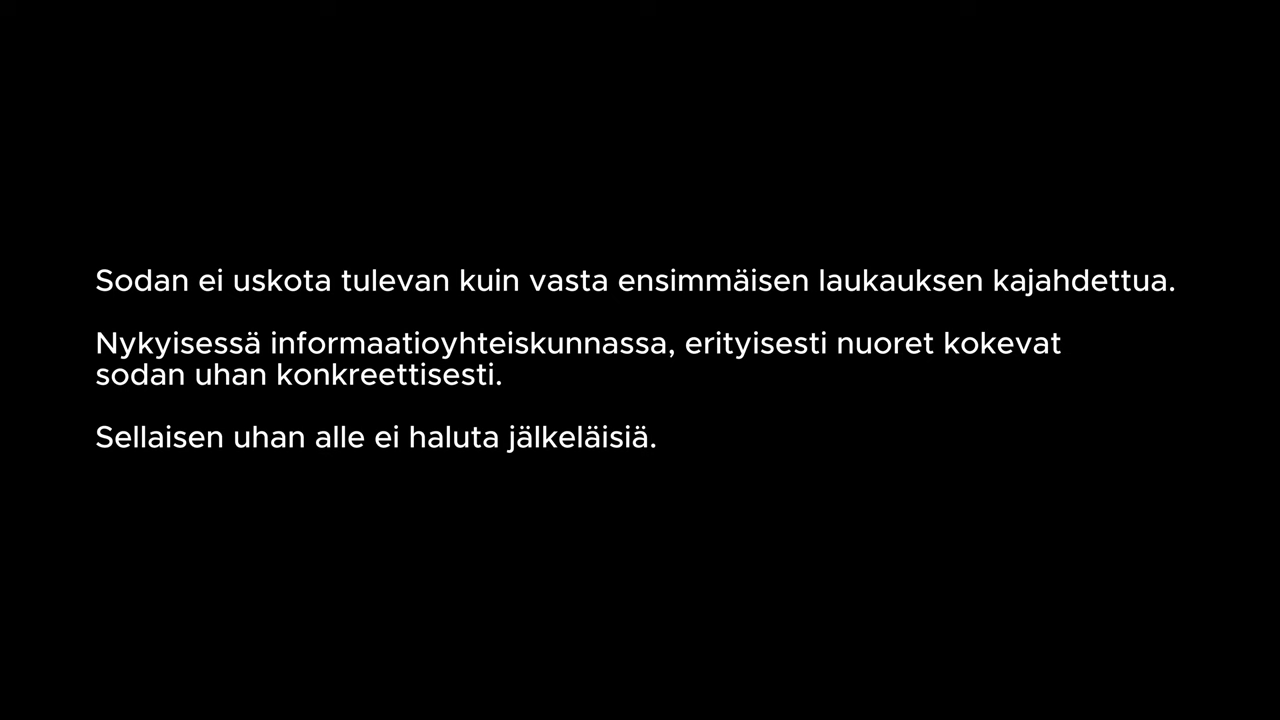 Sodan ei uskota tulevan kuin vasta ensimmäisen laukauksen kajahdettua.
Nykyisessä informaatioyhteiskunnassa, erityisesti nuoret kokevat
sodan uhan konkreettisesti.
Sellaisen uhan alle ei haluta jälkeläisiä.